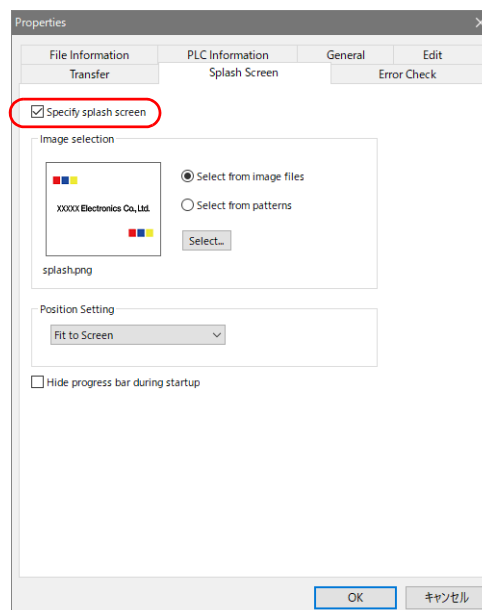 Properties
File Information PLC Information General Edit
Transfer Splash Screen Error Check
Specify splash screen
Image selection
Select from image files
XXXXX Electronics Co., Ltd.
Select from patterns
Select...
splash.png
Position Setting
Fit to Screen
Hide progress bar during startup
OK キャンセル